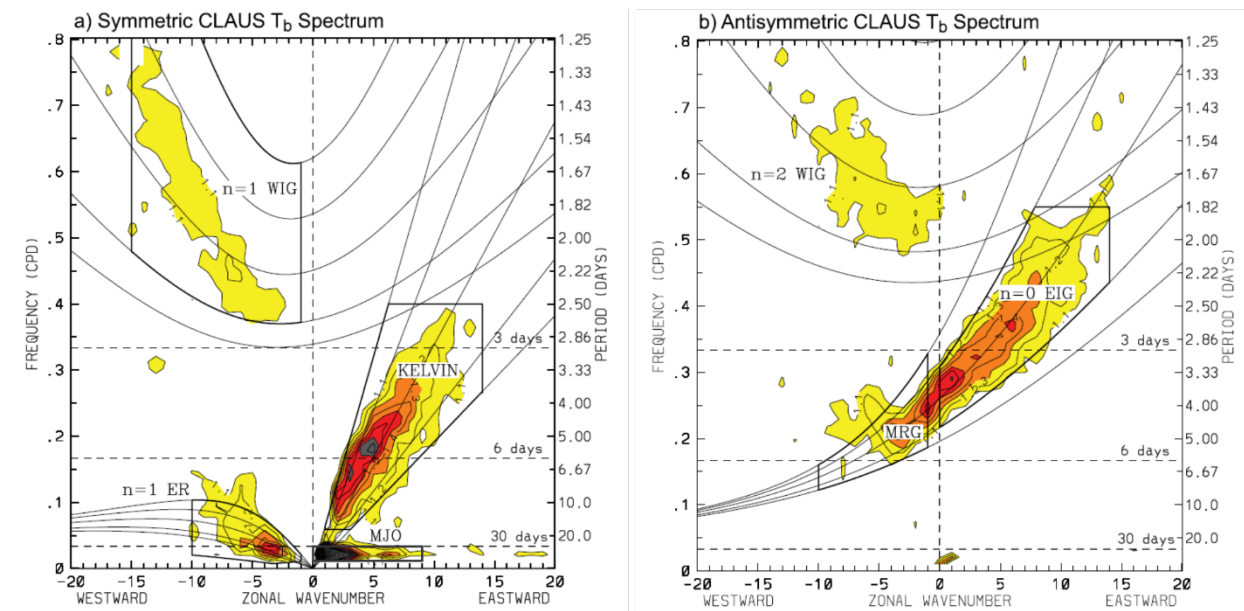 a) Symmetric CLAUS Tb Spectrum
.8
.7
.6
.5
.4
.3
.2
.1
0
FREQUENCY (CPD)
1.25
1.33
1.43
1.54
1.67
1.82
2.00
2.22
2.50
2.86
3.33
4.00
5.00
6.67
10.0
20.0
PERIOD (DAYS)
n=1 WIG
3 days
KELVIN
6 days
n=1 ER
MJO
30 days
-20 -15 -10 -5 0 5 10 15 20
WESTWARD ZONAL WAVENUMBER EASTWARD
b) Antisymmetric CLAUS Tb Spectrum
.8
.7
.6
.5
.4
.3
.2
.1
0
FREQUENCY (CPD)
1.25
1.33
1.43
1.54
1.67
1.82
2.00
2.22
2.50
2.86
3.33
4.00
5.00
6.67
10.0
20.0
PERIOD (DAYS)
n=2 WIG
1.2
n=0 EIG
3 days
MRG
6 days
30 days
-20 -15 -10 -5 0 5 10 15 20
WESTWARD ZONAL WAVENUMBER EASTWARD